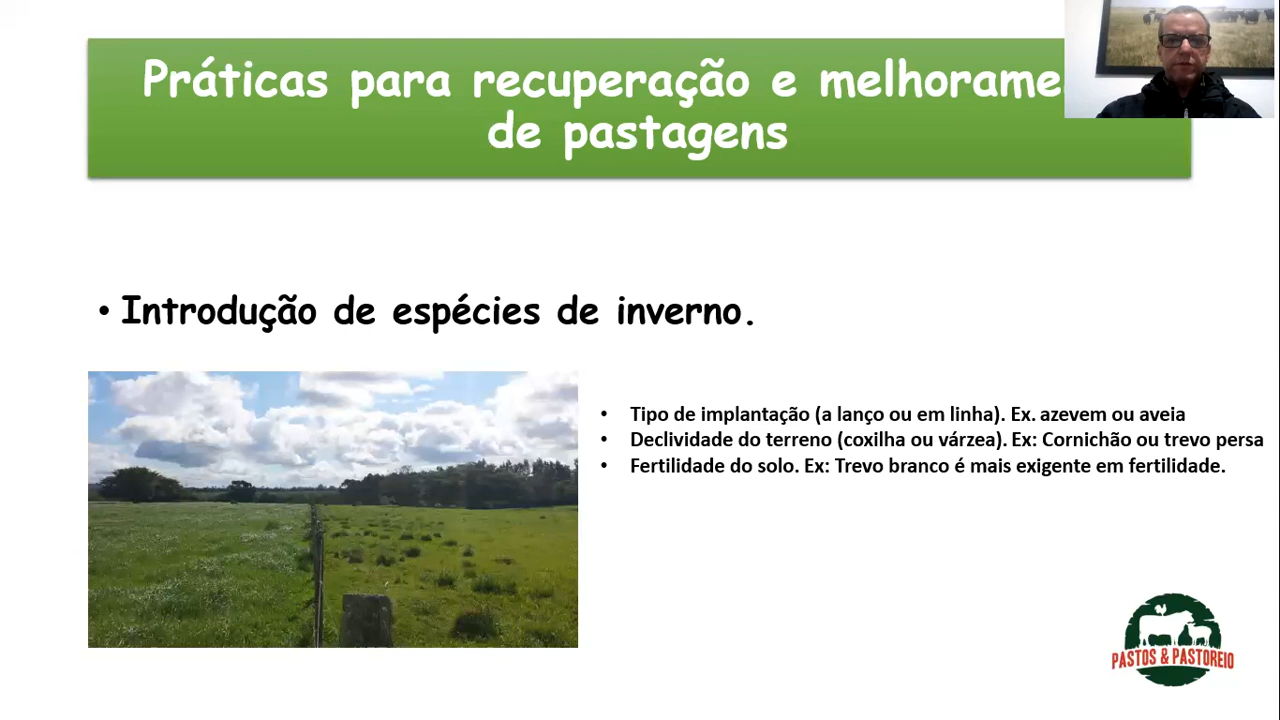 Práticas para recuperação e melhorame
de pastagens
• Introdução de espécies de inverno.
• Tipo de implantação (a lanço ou em linha). Ex. azevem ou aveia
• Declividade do terreno (coxilha ou várzea). Ex: Cornichão ou trevo persa
• Fertilidade do solo. Ex: Trevo branco é mais exigente em fertilidade.
PASTOS & PASTOREIO